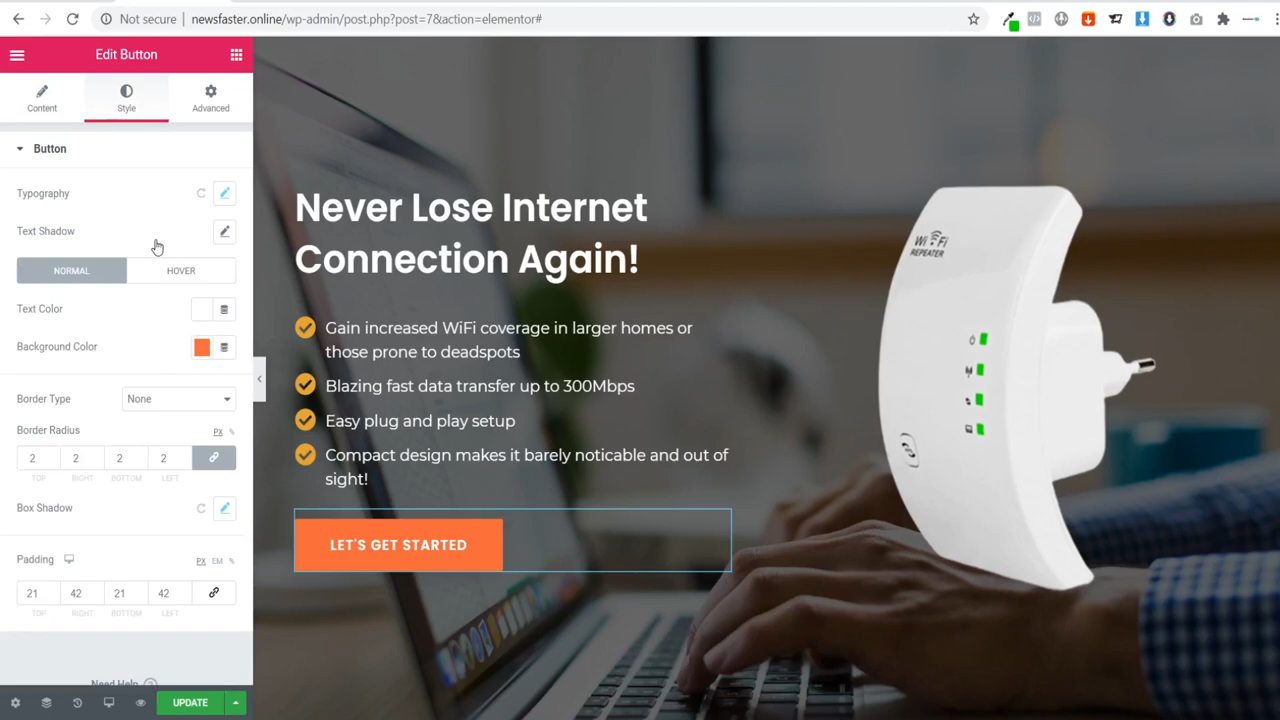 Not secure newsfaster.online/wp-admin/post.php?post=7&action=elementor#
Edit Button
Content Style Advanced
Button
Typography
Text Shadow
NORMAL HOVER
Text Color
Background Color
Border Type None
Border Radius PX %
2 2 2 2
TOP RIGHT BOTTOM LEFT
Box Shadow
Padding PX EM %
21 42 21 42
TOP RIGHT BOTTOM LEFT
Need Help ?
UPDATE
Never Lose Internet
Connection Again!
Gain increased WiFi coverage in larger homes or
those prone to deadspots
Blazing fast data transfer up to 300Mbps
Easy plug and play setup
Compact design makes it barely noticable and out of
sight!
LET'S GET STARTED
WiFi
REPEATER